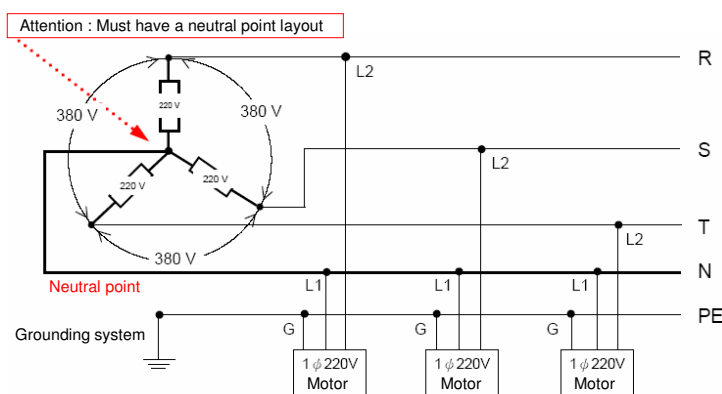 Attention : Must have a neutral point layout
R
L2
380 V
220 V
380 V
S
L2
220 V
220 V
T
L2
380 V
N
Neutral point
L1
L1
L1
PE
Grounding system
G
G
G
1 ϕ 220V
Motor
1 ϕ 220V
Motor
1 ϕ 220V
Motor